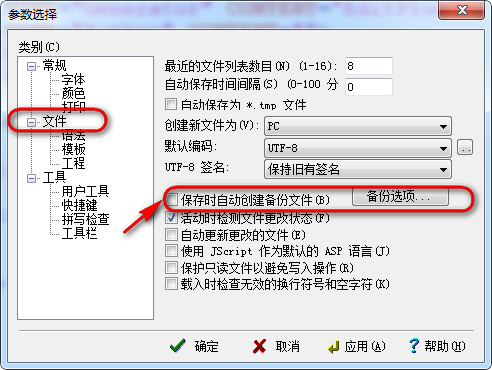 参数选择
类别(C)
常规
字体
颜色
打印
文件
语法
模板
工程
工具
用户工具
快捷键
拼写检查
工具栏
最近的文件列表数目(N) (1-16): 8
自动保存时间间隔(S) (0-100 分 0
自动保存为 *.tmp 文件
创建新文件为(V): PC
默认编码: UTF-8 ..
UTF-8 签名: 保持旧有签名
保存时自动创建备份文件(B) 备份选项...
活动时检测文件更改状态(F)
自动更新更改的文件(E)
使用 JScript 作为默认的 ASP 语言(J)
保护只读文件以避免写入操作(R)
载入时检查无效的换行符号和空字符(K)
确定 取消 应用(A) 帮助(H)